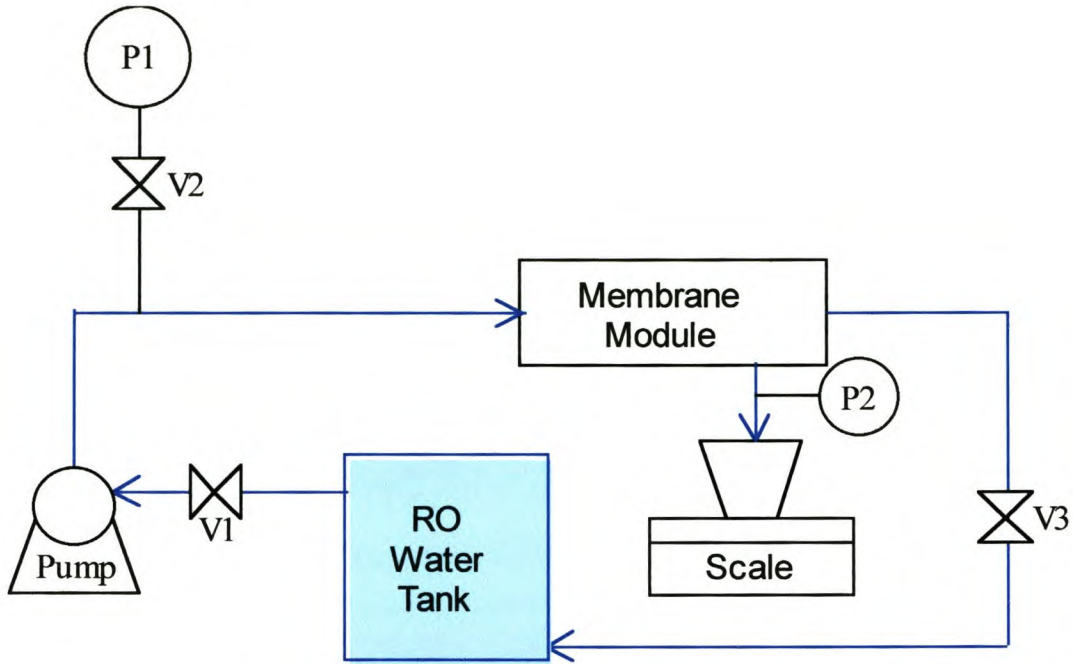 P1
V2
Membrane
Module
P2
V1
Pump
RO
Water
Tank
Scale
V3